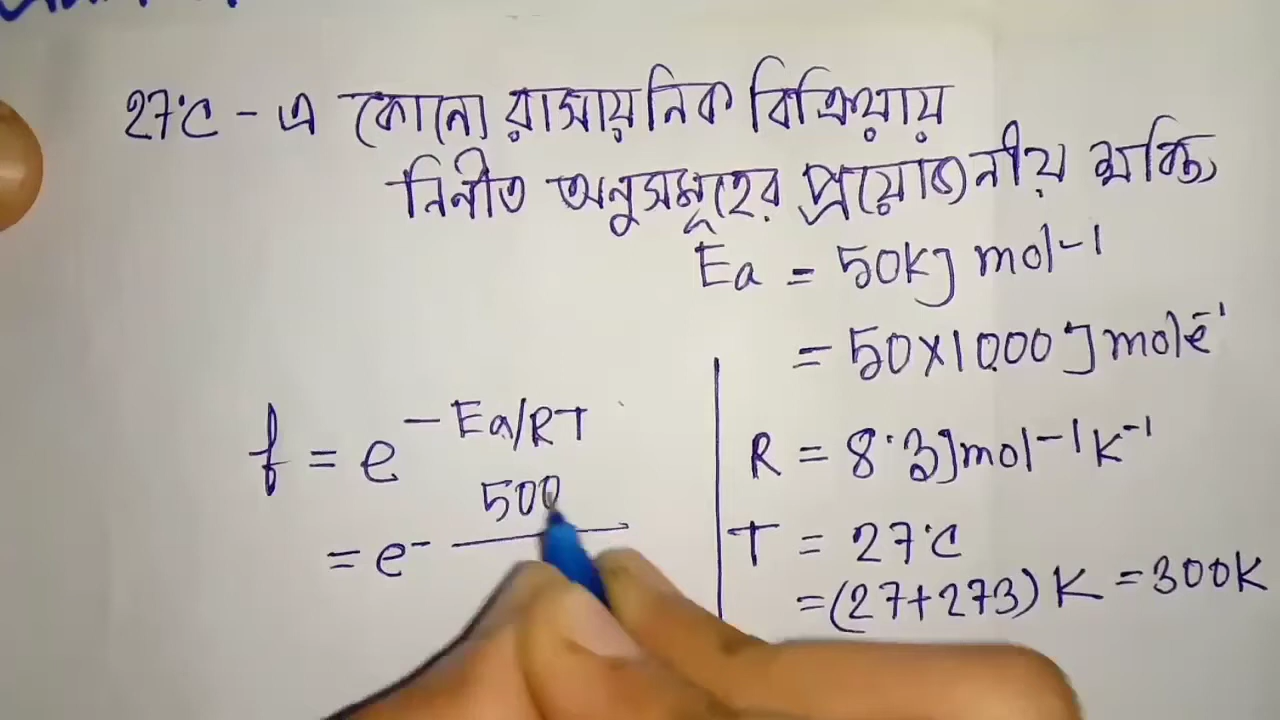 27°C - এ কোনো রাসায়নিক বিক্রিয়ায়
নির্নীত অনুসমূহের প্রয়োজনীয় শক্তি
Ea = 50KJ mol-1
= 50×1000 J mole-1
f = e-Ea/RT
= e- 500
R = 8.3J mol-1 K-1
T = 27°C
= (27+273) K = 300K